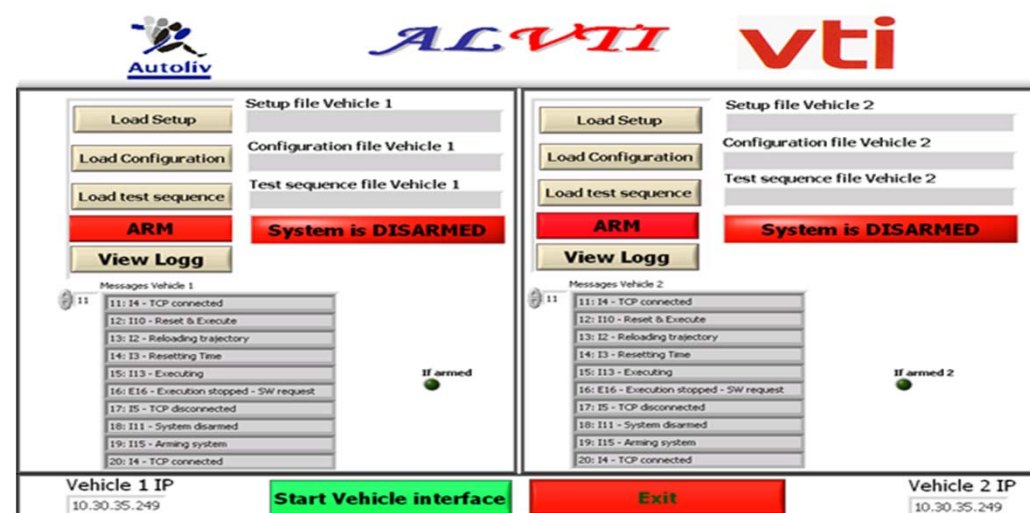 Autoliv
ALVTI
vti
Load Setup
Setup file Vehicle 1
Load Configuration
Configuration file Vehicle 1
Load test sequence
Test sequence file Vehicle 1
ARM
System is DISARMED
View Logg
Messages Vehicle 1
11
11: I4 - TCP connected
12: I10 - Reset & Execute
13: I2 - Reloading trajectory
14: I3 - Resetting Time
15: I13 - Executing
16: E16 - Execution stopped - SW request
17: I5 - TCP disconnected
18: I11 - System disarmed
19: I15 - Arming system
20: I4 - TCP connected
If armed
Load Setup
Setup file Vehicle 2
Load Configuration
Configuration file Vehicle 2
Load test sequence
Test sequence file Vehicle 2
ARM
System is DISARMED
View Logg
Messages Vehicle 2
11
11: I4 - TCP connected
12: I10 - Reset & Execute
13: I2 - Reloading trajectory
14: I3 - Resetting Time
15: I13 - Executing
16: E16 - Execution stopped - SW request
17: I5 - TCP disconnected
18: I11 - System disarmed
19: I15 - Arming system
20: I4 - TCP connected
If armed 2
Vehicle 1 IP
10.30.35.249
Start Vehicle interface
Exit
Vehicle 2 IP
10.30.35.249